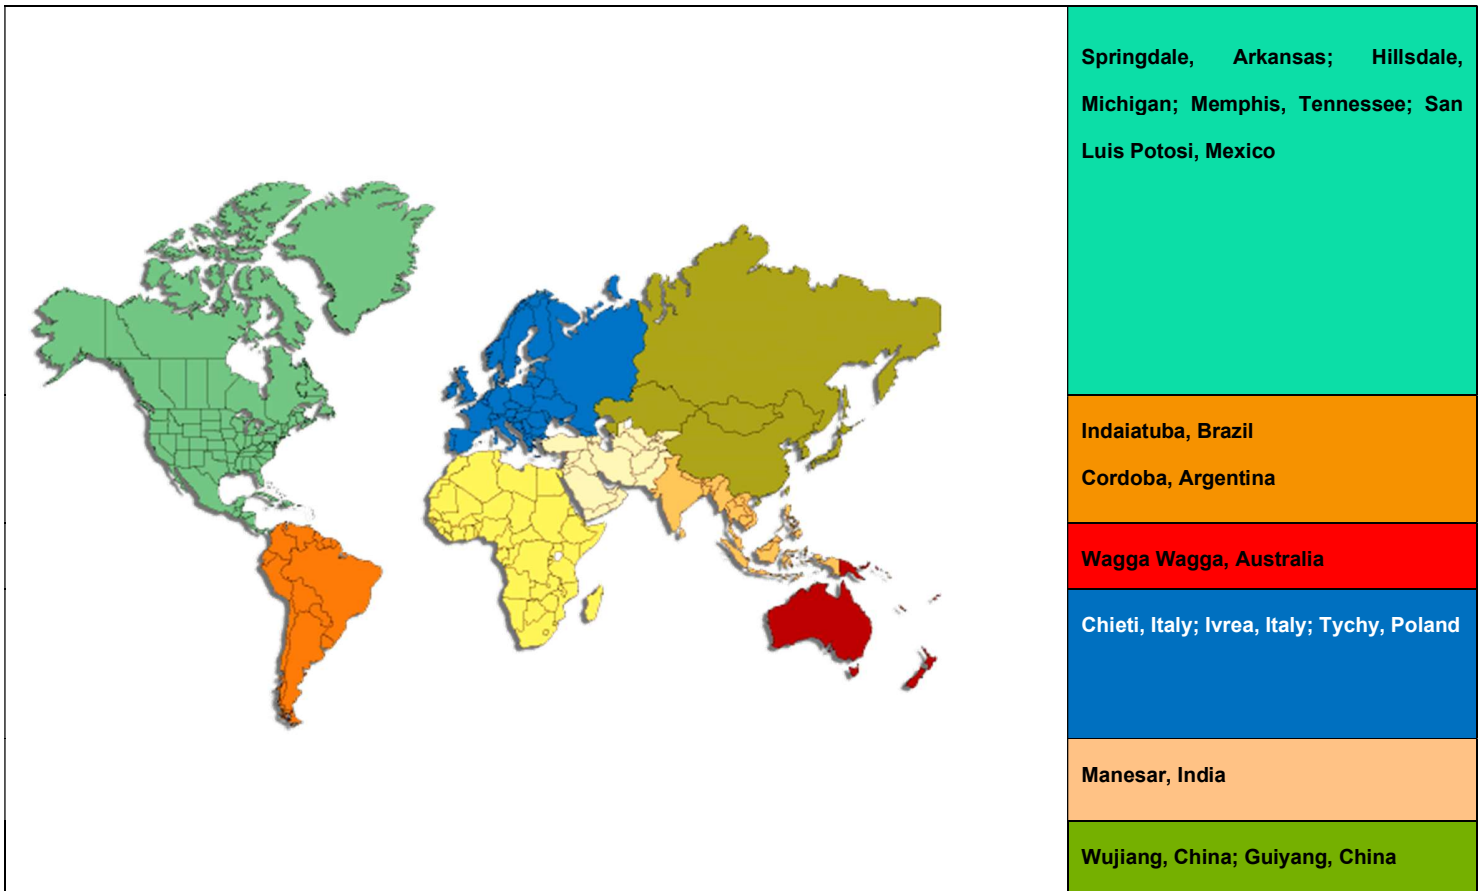 Springdale, Arkansas; Hillsdale,
Michigan; Memphis, Tennessee; San
Luis Potosi, Mexico
Indaiatuba, Brazil
Cordoba, Argentina
Wagga Wagga, Australia
Chieti, Italy; Ivrea, Italy; Tychy, Poland
Manesar, India
Wujiang, China; Guiyang, China